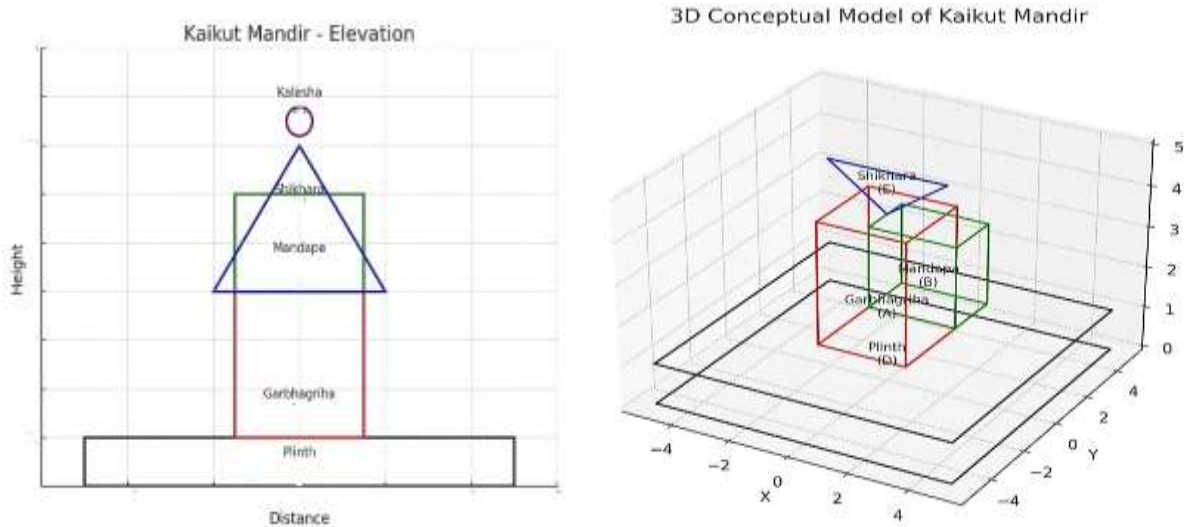 Kaikut Mandir - Elevation
Kalesha
Shikhara
Mandapa
Garbhagriha
Plinth
Height
Distance
3D Conceptual Model of Kaikut Mandir
Shikhara
(E)
Mandapa
(B)
Garbhagriha
(A)
Plinth
(D)
5
4
3
2
1
0
−4
−2
0
2
4
X
−4
−2
0
2
4
Y